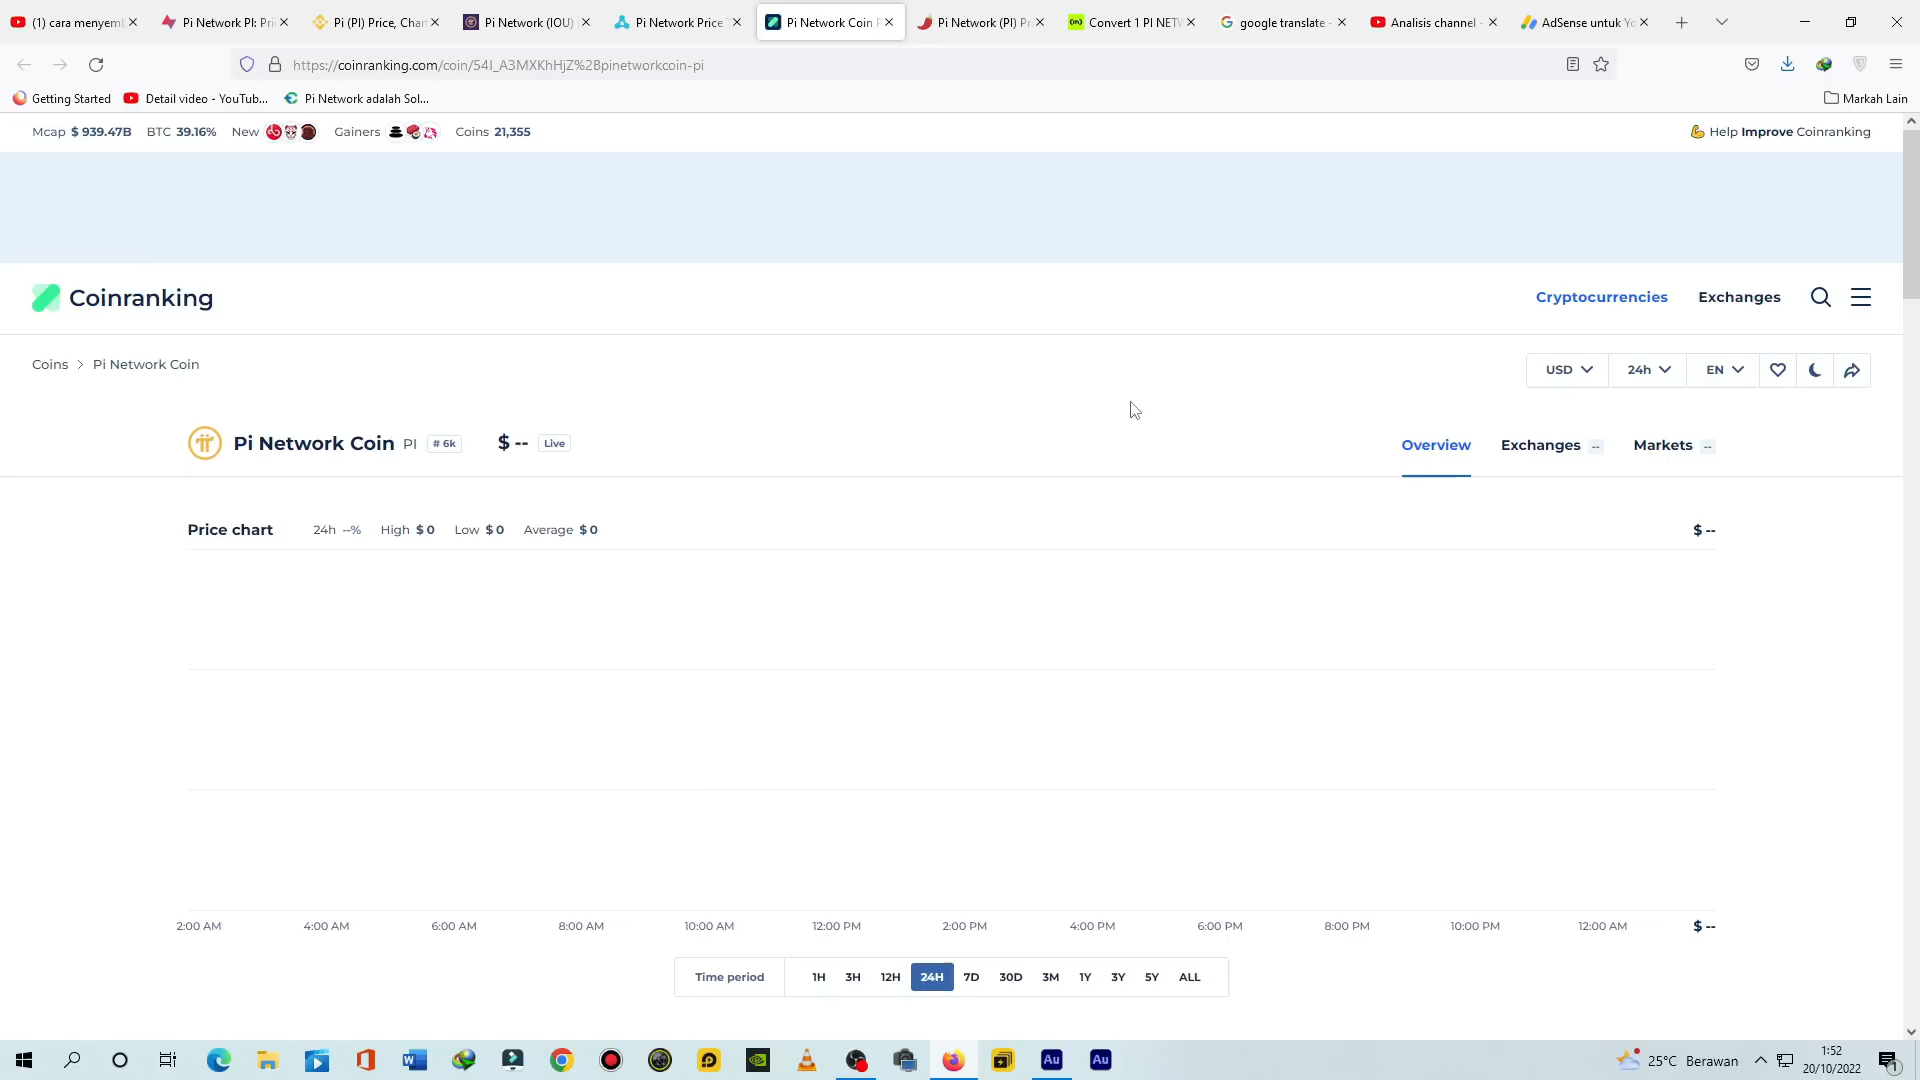 (1) cara menyemb
Pi Network PI: Pri
Pi (PI) Price, Char
Pi Network (IOU)
Pi Network Price T
Pi Network Coin P
Pi Network (PI) Pr
Convert 1 PI NETW
google translate -
Analisis channel -
AdSense untuk Yo
https://coinranking.com/coin/54I_A3MXKhHjZ%2Bpinetworkcoin-pi
Getting Started
Detail video - YouTub...
Pi Network adalah Sol...
Markah Lain
Mcap $ 939.47B BTC 39.16% New Gainers Coins 21,355
Help Improve Coinranking
Coinranking
Cryptocurrencies Exchanges
Coins > Pi Network Coin
USD 24h EN
Pi Network Coin PI # 6k $ -- Live
Overview Exchanges -- Markets --
Price chart 24h --% High $ 0 Low $ 0 Average $ 0
$ --
2:00 AM 4:00 AM 6:00 AM 8:00 AM 10:00 AM 12:00 PM 2:00 PM 4:00 PM 6:00 PM 8:00 PM 10:00 PM 12:00 AM $ --
Time period 1H 3H 12H 24H 7D 30D 3M 1Y 3Y 5Y ALL
Au
Au
25°C Berawan
1:52
20/10/2022
1